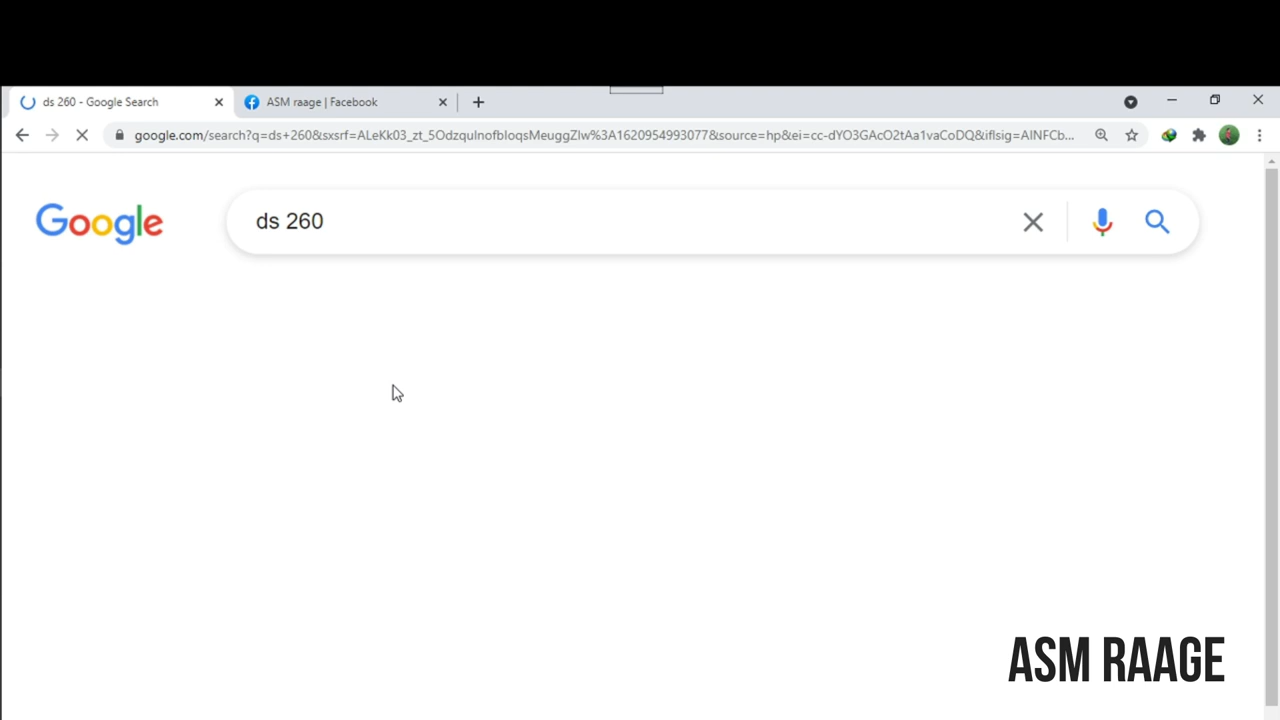 ds 260 - Google Search
ASM raage | Facebook
google.com/search?q=ds+260&sxsrf=ALeKk03_zt_5OdzquInofbIoqsMeuggZIw%3A1620954993077&source=hp&ei=cc-dYO3GAcO2tAa1vaCoDQ&iflsig=AINFCb...
Google
ds 260
ASM RAAGE